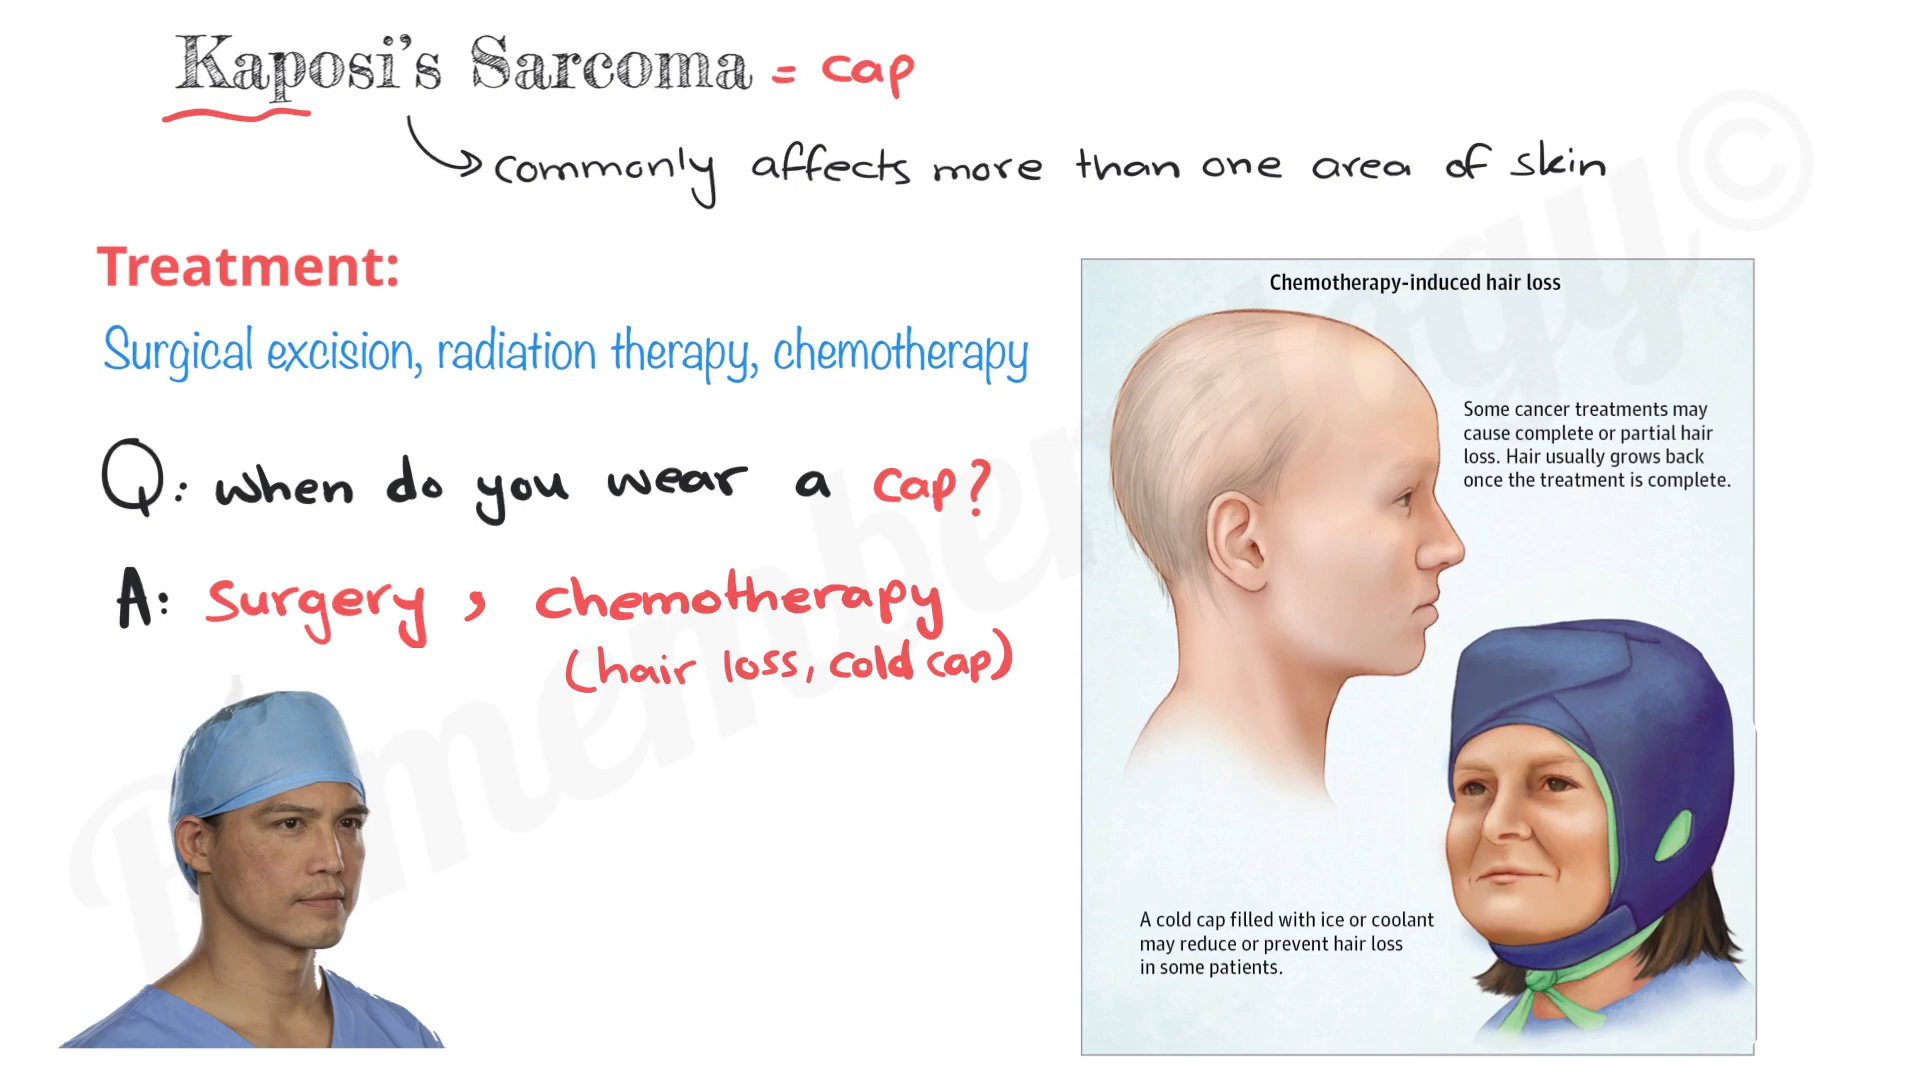 Kaposi's Sarcoma = cap
commonly affects more than one area of skin
Treatment:
Surgical excision, radiation therapy, chemotherapy
Q: when do you wear a cap?
A: surgery, chemotherapy
(hair loss, cold cap)
Chemotherapy-induced hair loss
Some cancer treatments may
cause complete or partial hair
loss. Hair usually grows back
once the treatment is complete.
A cold cap filled with ice or coolant
may reduce or prevent hair loss
in some patients.
Rememberology©